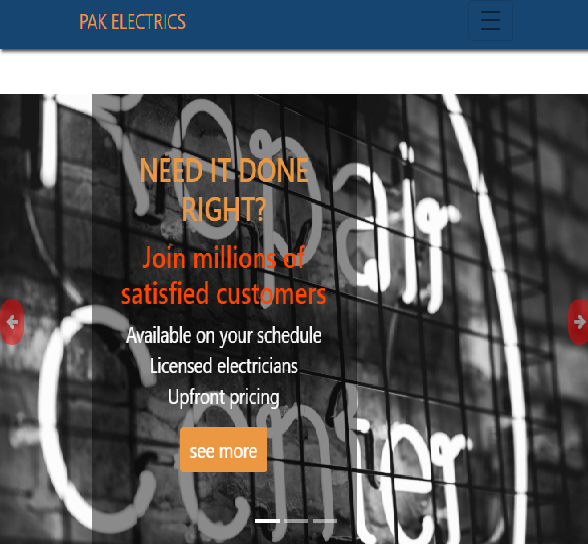 PAK ELECTRICS
NEED IT DONE
RIGHT?
Join millions of
satisfied customers
Available on your schedule
Licensed electricians
Upfront pricing
see more